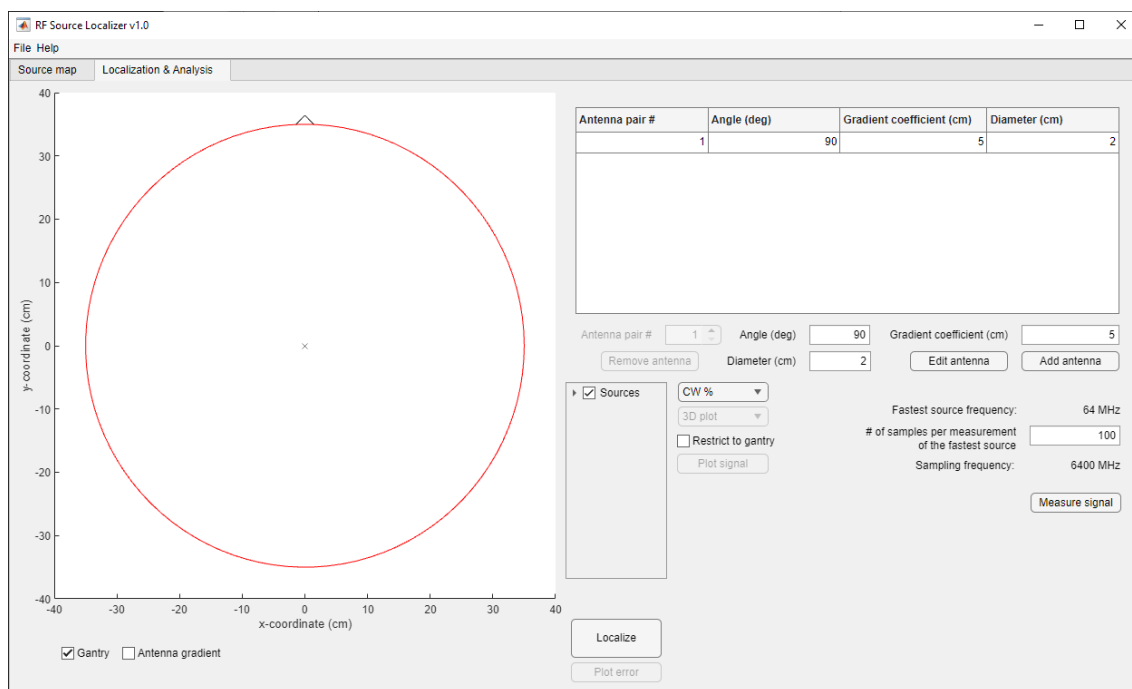 RF Source Localizer v1.0
File Help
Source map Localization & Analysis
40
30
20
10
0
-10
-20
-30
-40
y-coordinate (cm)
-40 -30 -20 -10 0 10 20 30 40
x-coordinate (cm)
Gantry Antenna gradient
Antenna pair # Angle (deg) Gradient coefficient (cm) Diameter (cm)
1 90 5 2
Antenna pair # 1 Angle (deg) 90 Gradient coefficient (cm) 5
Remove antenna Diameter (cm) 2 Edit antenna Add antenna
Sources
CW %
3D plot
Restrict to gantry
Plot signal
Fastest source frequency: 64 MHz
# of samples per measurement
of the fastest source
100
Sampling frequency: 6400 MHz
Measure signal
Localize
Plot error